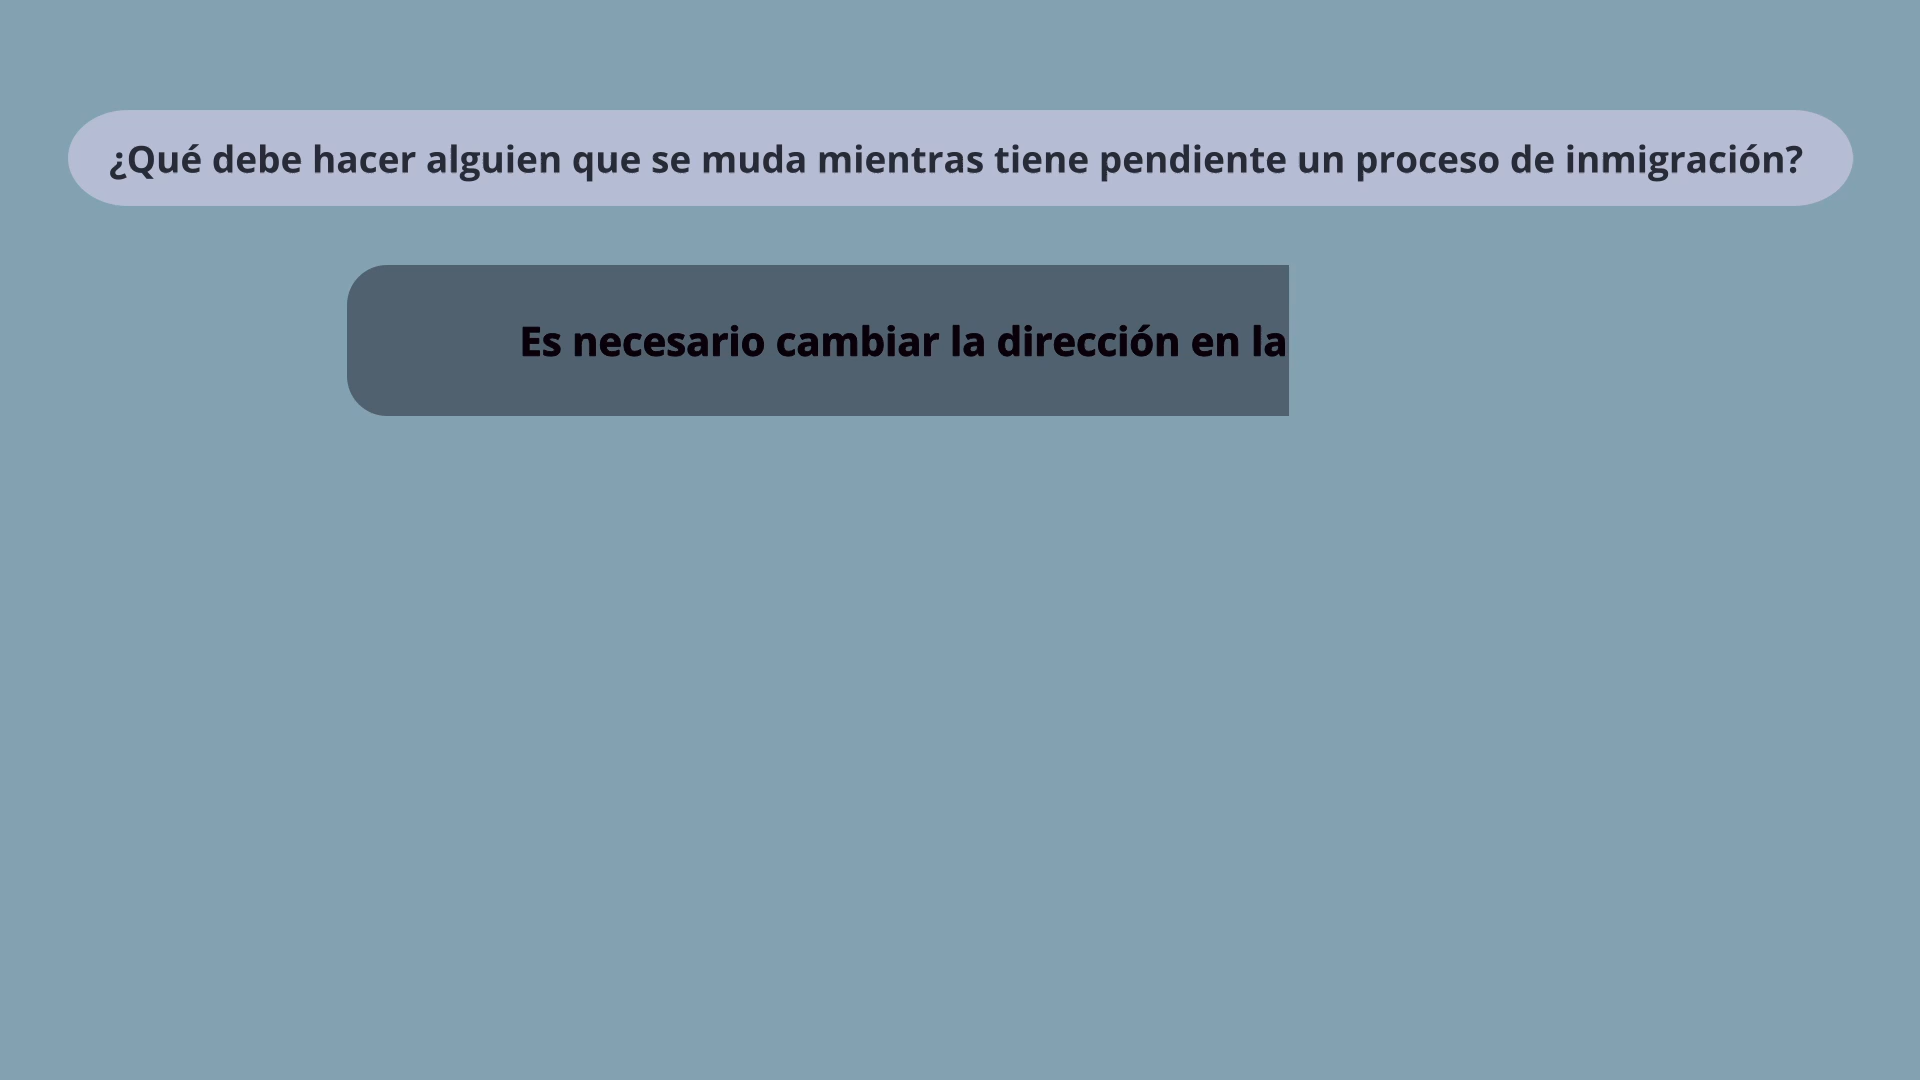 ¿Qué debe hacer alguien que se muda mientras tiene pendiente un proceso de inmigración?
Es necesario cambiar la dirección en la